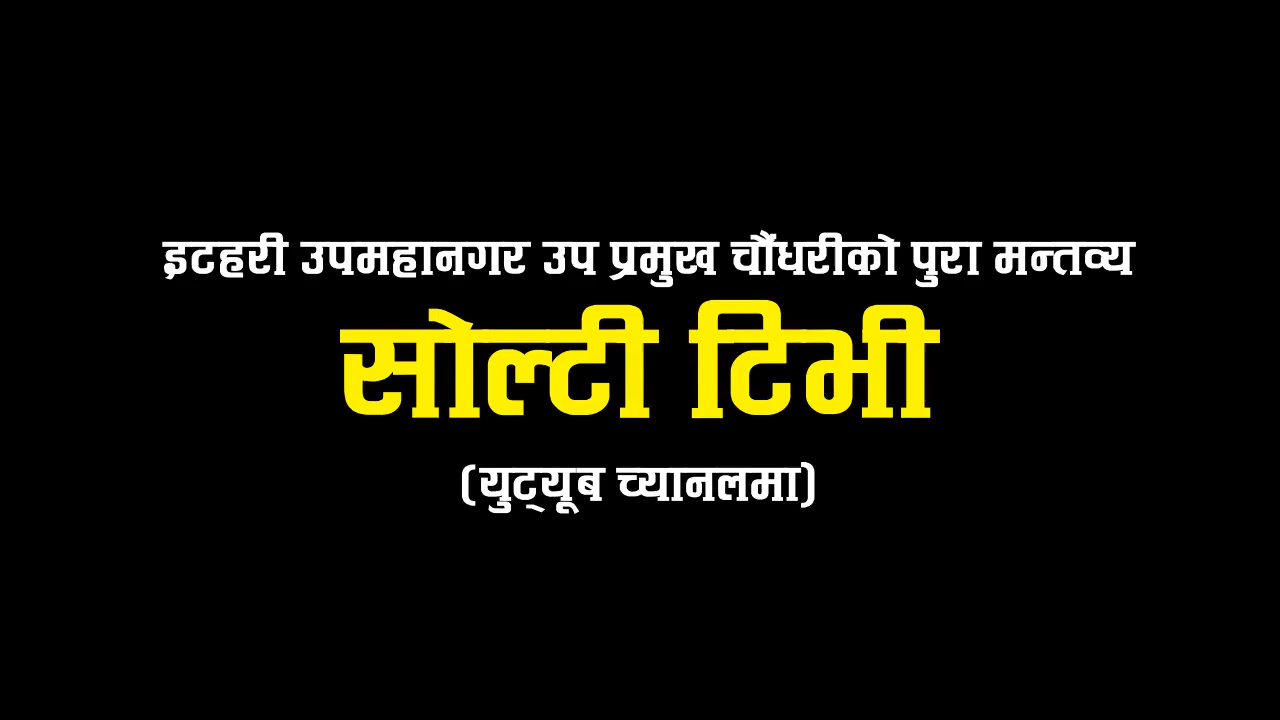 इटहरी उपमहानगर उप प्रमुख चौंधरीको पुरा मन्तव्य
सोल्टी टिभी
(युट्यूब च्यानलमा)